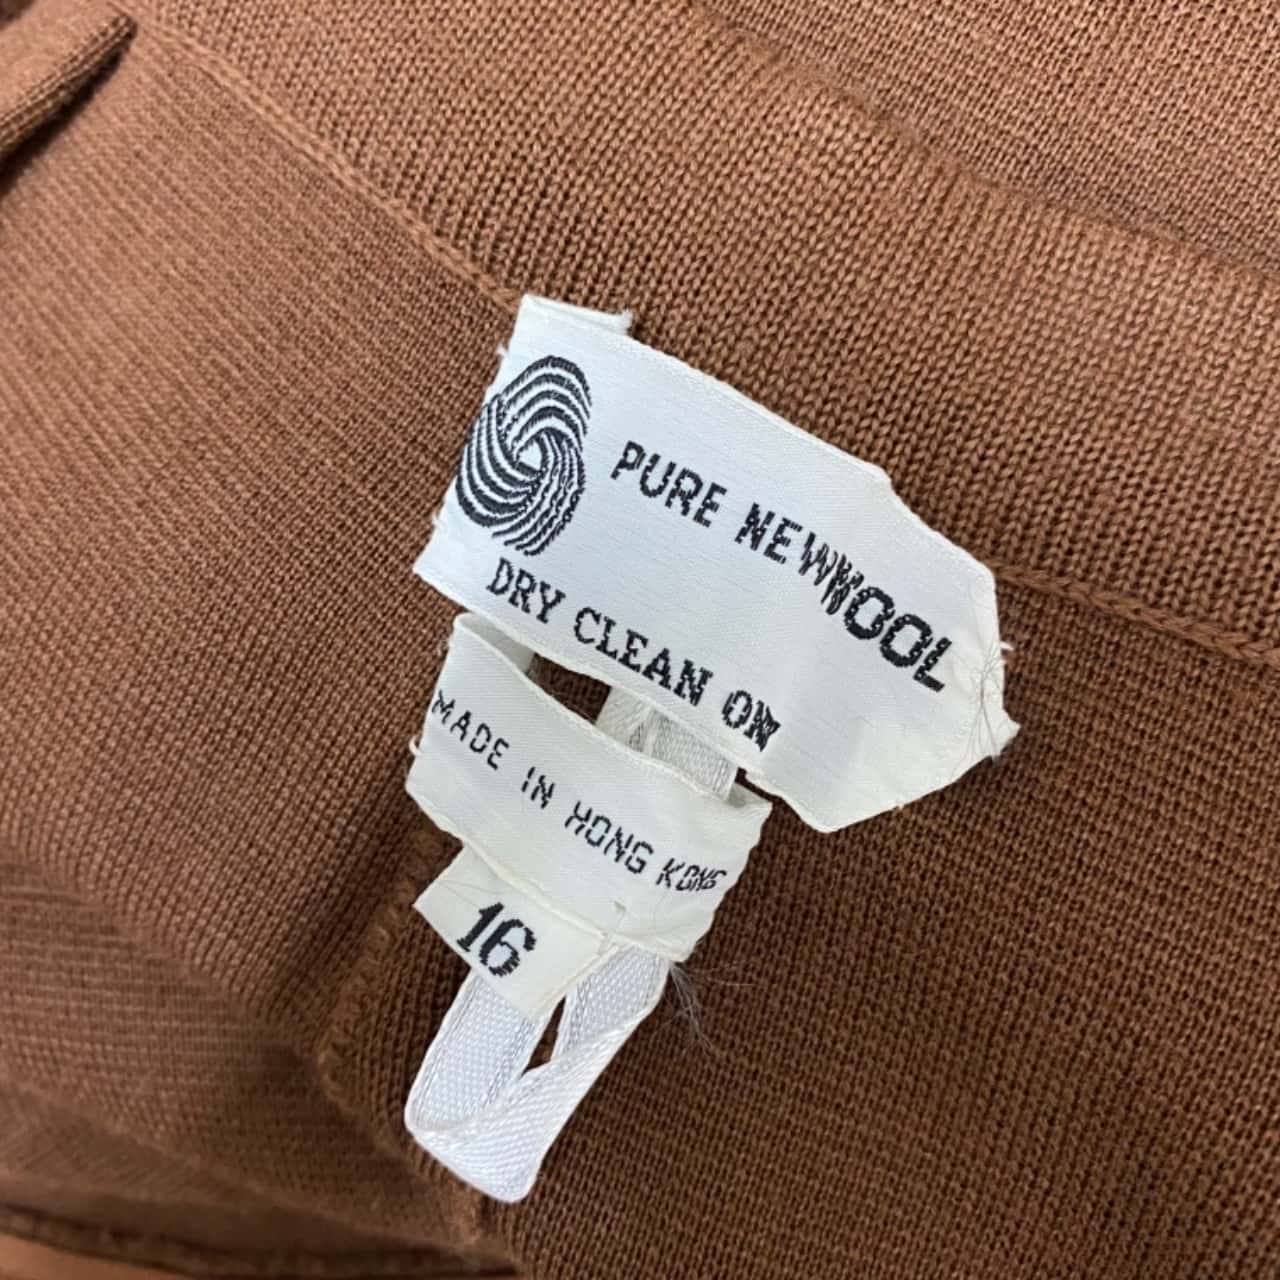 PURE NEW WOOL
DRY CLEAN ON
MADE IN HONG KONG
16